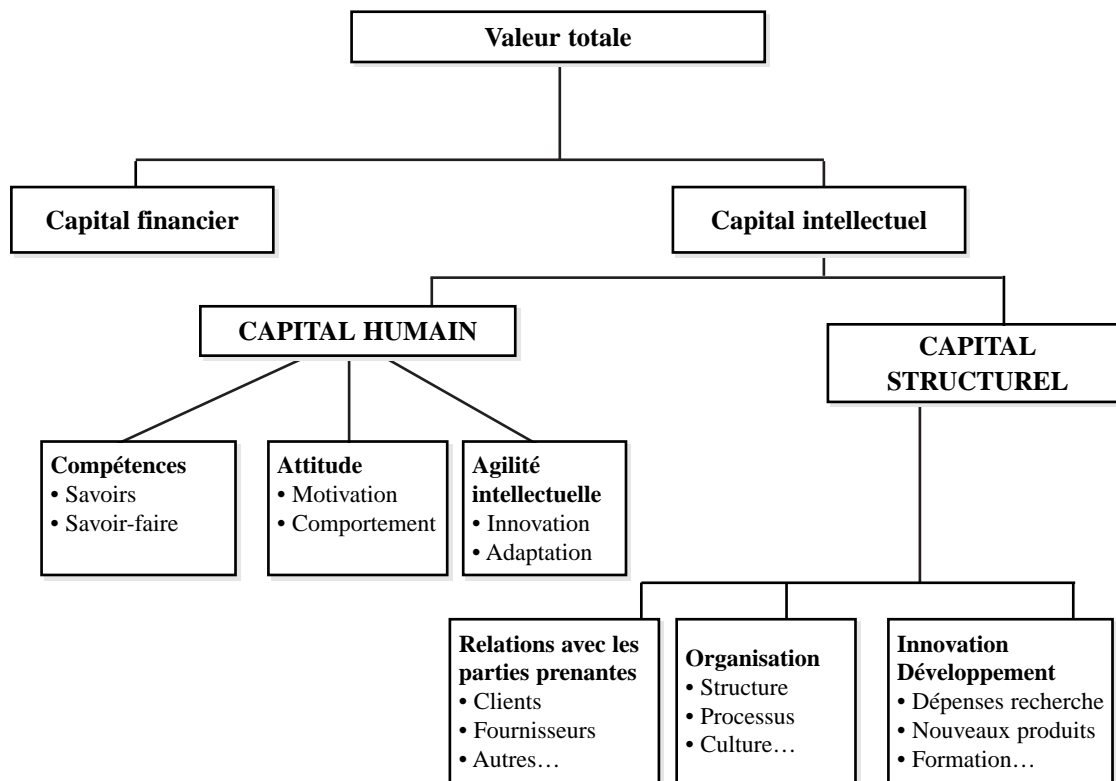 Valeur totale
Capital financier
Capital intellectuel
CAPITAL HUMAIN
CAPITAL
STRUCTUREL
Compétences
• Savoirs
• Savoir-faire
Attitude
• Motivation
• Comportement
Agilité
intellectuelle
• Innovation
• Adaptation
Relations avec les
parties prenantes
• Clients
• Fournisseurs
• Autres…
Organisation
• Structure
• Processus
• Culture…
Innovation
Développement
• Dépenses recherche
• Nouveaux produits
• Formation…